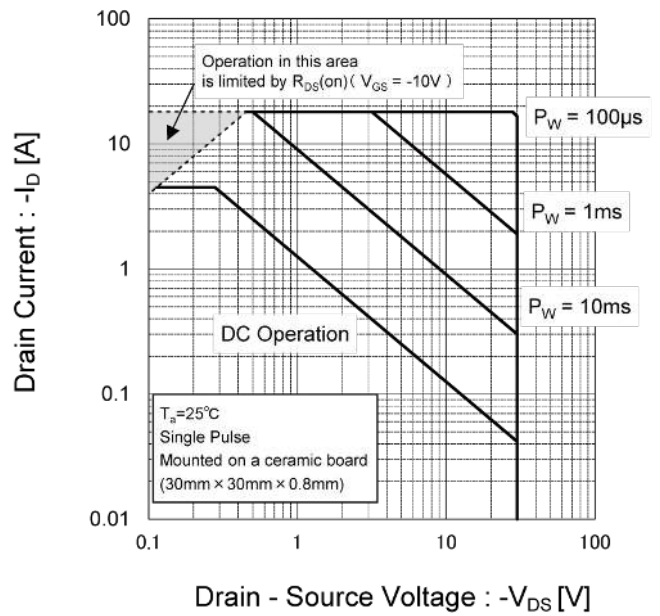 100
Operation in this area
is limited by RDS(on)( VGS = -10V )
PW = 100μs
10
PW = 1ms
1
PW = 10ms
DC Operation
0.1
Ta=25℃
Single Pulse
Mounted on a ceramic board
(30mm × 30mm × 0.8mm)
0.01
0.1
1
10
100
Drain Current : -ID [A]
Drain - Source Voltage : -VDS [V]